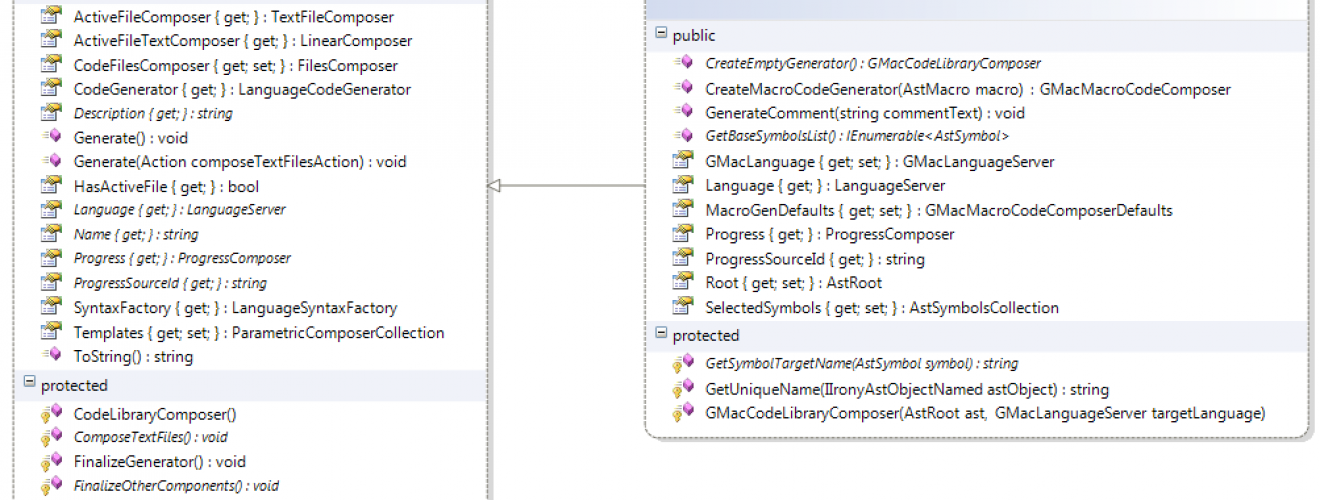 ActiveFileComposer { get; } : TextFileComposer
ActiveFileTextComposer { get; } : LinearComposer
CodeFilesComposer { get; set; } : FilesComposer
CodeGenerator { get; } : LanguageCodeGenerator
Description { get; } : string
Generate() : void
Generate(Action composeTextFilesAction) : void
HasActiveFile { get; } : bool
Language { get; } : LanguageServer
Name { get; } : string
Progress { get; } : ProgressComposer
ProgressSourceId { get; } : string
SyntaxFactory { get; } : LanguageSyntaxFactory
Templates { get; set; } : ParametricComposerCollection
ToString() : string
protected
CodeLibraryComposer()
ComposeTextFiles() : void
FinalizeGenerator() : void
FinalizeOtherComponents() : void
public
CreateEmptyGenerator() : GMacCodeLibraryComposer
CreateMacroCodeGenerator(AstMacro macro) : GMacMacroCodeComposer
GenerateComment(string commentText) : void
GetBaseSymbolsList() : IEnumerable<AstSymbol>
GMacLanguage { get; set; } : GMacLanguageServer
Language { get; } : LanguageServer
MacroGenDefaults { get; set; } : GMacMacroCodeComposerDefaults
Progress { get; } : ProgressComposer
ProgressSourceId { get; } : string
Root { get; set; } : AstRoot
SelectedSymbols { get; set; } : AstSymbolsCollection
protected
GetSymbolTargetName(AstSymbol symbol) : string
GetUniqueName(IIronyAstObjectNamed astObject) : string
GMacCodeLibraryComposer(AstRoot ast, GMacLanguageServer targetLanguage)